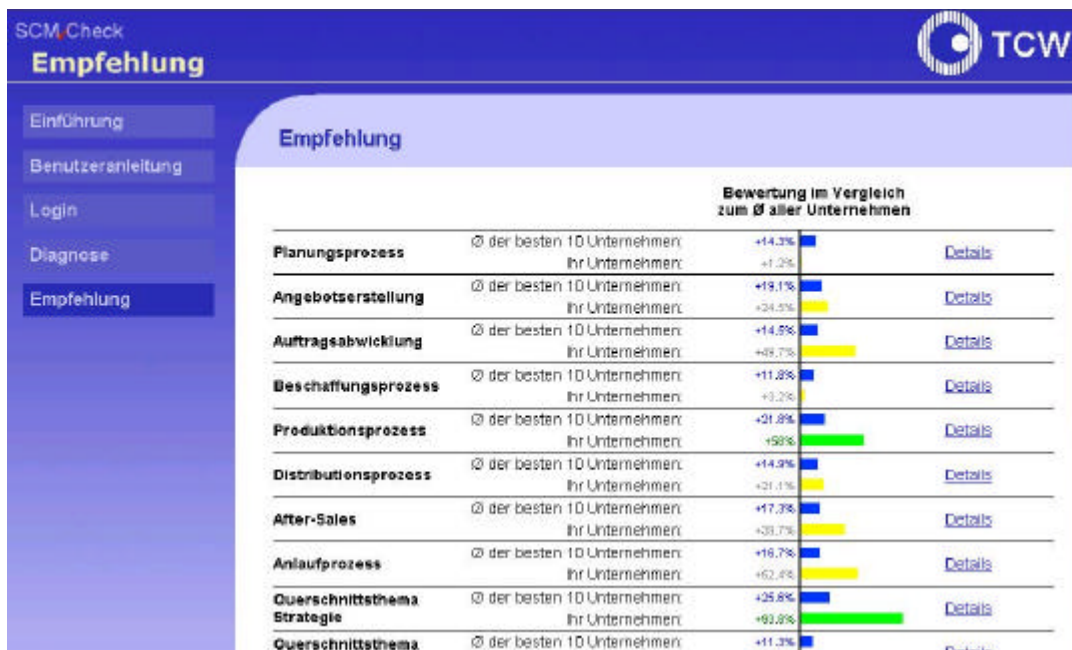 SCM Check
Empfehlung
TCW
Einführung
Benutzeranleitung
Login
Diagnose
Empfehlung
Empfehlung
Bewertung im Vergleich
zum Ø aller Unternehmen
Planungsprozess
Ø der besten 10 Unternehmen: +14.3%
Ihr Unternehmen: +1.2%
Details
Angebotserstellung
Ø der besten 10 Unternehmen: +19.1%
Ihr Unternehmen: +24.5%
Details
Auftragsabwicklung
Ø der besten 10 Unternehmen: +14.5%
Ihr Unternehmen: +49.7%
Details
Beschaffungsprozess
Ø der besten 10 Unternehmen: +11.8%
Ihr Unternehmen: +3.2%
Details
Produktionsprozess
Ø der besten 10 Unternehmen: +21.8%
Ihr Unternehmen: +58%
Details
Distributionsprozess
Ø der besten 10 Unternehmen: +14.9%
Ihr Unternehmen: +21.1%
Details
After-Sales
Ø der besten 10 Unternehmen: +17.3%
Ihr Unternehmen: +39.7%
Details
Anlaufprozess
Ø der besten 10 Unternehmen: +16.7%
Ihr Unternehmen: +52.4%
Details
Querschnittsthema
Strategie
Ø der besten 10 Unternehmen: +25.6%
Ihr Unternehmen: +93.8%
Details
Querschnittsthema
Ø der besten 10 Unternehmen: +11.3%
Details